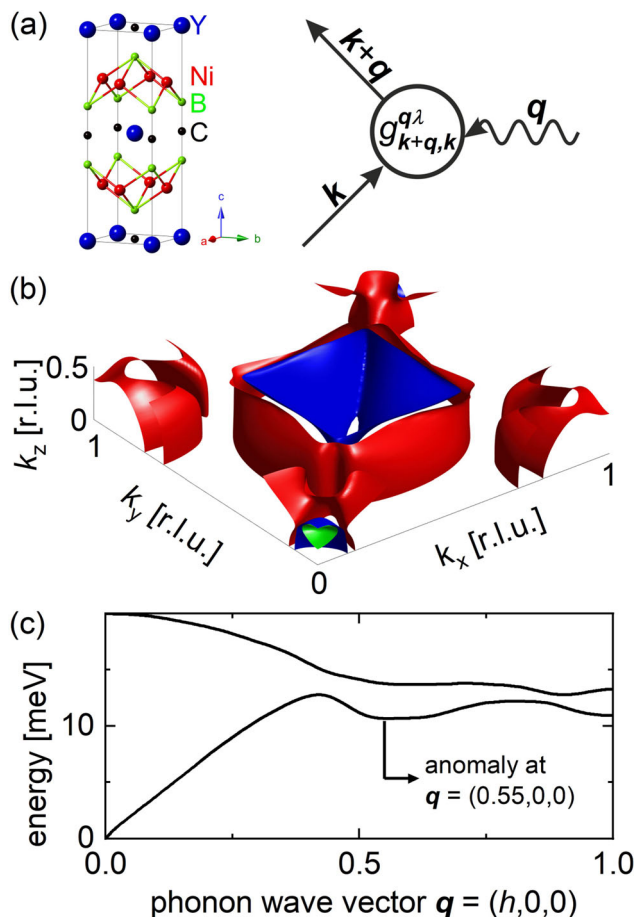 (a)
Y
Ni
B
C
c
a
b
k+q
g^{qλ}_{k+q,k}
q
k
(b)
0.5
0
k_z [r.l.u.]
1
k_y [r.l.u.]
0
k_x [r.l.u.]
1
(c)
energy [meV]
10
0
anomaly at
q = (0.55,0,0)
0.0
0.5
1.0
phonon wave vector q = (h,0,0)